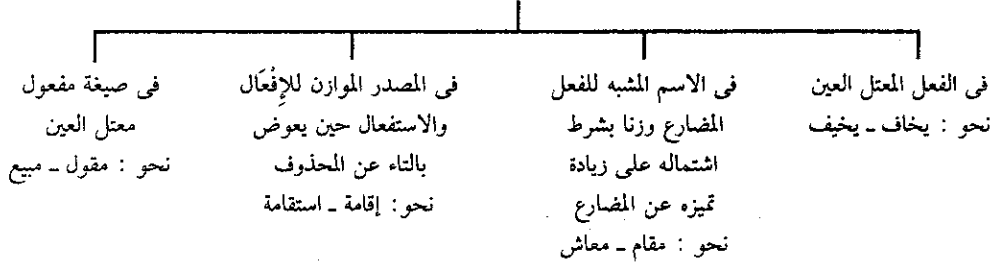 فى الفعل المعتل العين
نحو : يخاف ـ يخيف
فى الاسم المشبه للفعل
المضارع وزنا بشرط
اشتماله على زيادة
تميزه عن المضارع
نحو : مقام ـ معاش
فى المصدر الموازن للإِفْعَال
والاستفعال حين يعوض
بالتاء عن المحذوف
نحو : إقامة ـ استقامة
فى صيغة مفعول
معتل العين
نحو : مقول ـ مبيع